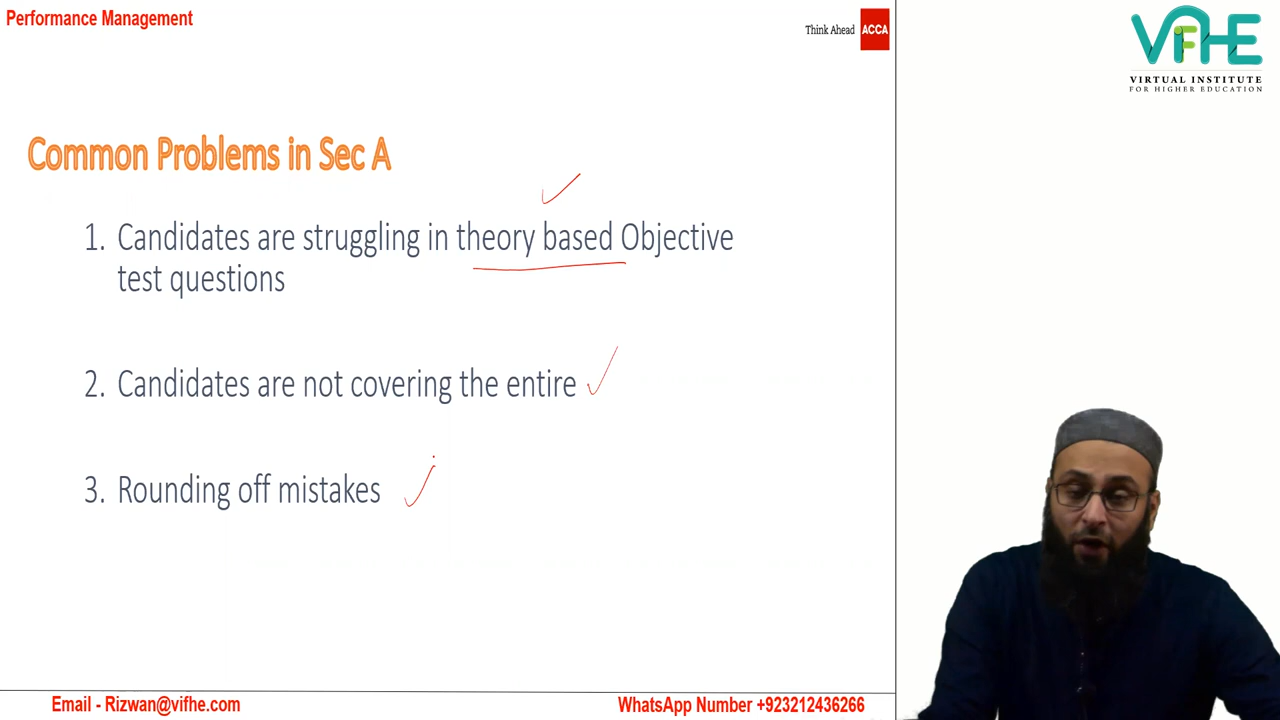 Performance Management
Think Ahead ACCA
VIFHE
VIRTUAL INSTITUTE
FOR HIGHER EDUCATION
Common Problems in Sec A
1. Candidates are struggling in theory based Objective
test questions
2. Candidates are not covering the entire
3. Rounding off mistakes
Email - Rizwan@vifhe.com
WhatsApp Number +923212436266